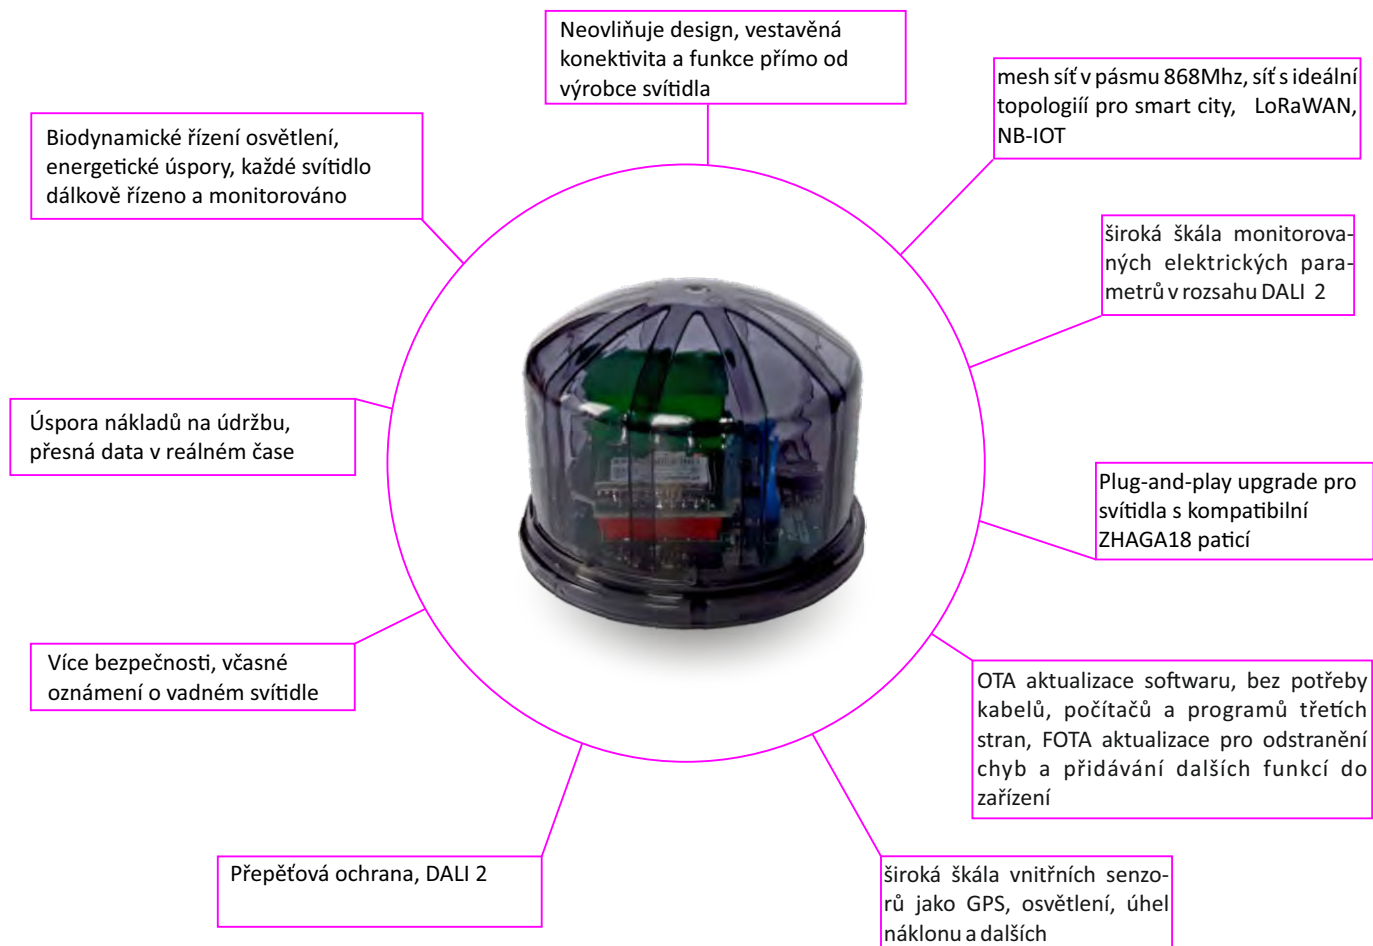 Neovlivňuje design, vestavěná
konektivita a funkce přímo od
výrobce svítidla
mesh síť v pásmu 868Mhz, síť s ideální
topologiíí pro smart city, LoRaWAN,
NB-IOT
Biodynamické řízení osvětlení,
energetické úspory, každé svítidlo
dálkově řízeno a monitorováno
široká škála monitorova-
ných elektrických para-
metrů v rozsahu DALI 2
Úspora nákladů na údržbu,
přesná data v reálném čase
Plug-and-play upgrade pro
svítidla s kompatibilní
ZHAGA18 paticí
Více bezpečnosti, včasné
oznámení o vadném svítidle
OTA aktualizace softwaru, bez potřeby
kabelů, počítačů a programů třetích
stran, FOTA aktualizace pro odstranění
chyb a přidávání dalších funkcí do
zařízení
Přepěťová ochrana, DALI 2
široká škála vnitřních senzo-
rů jako GPS, osvětlení, úhel
náklonu a dalších